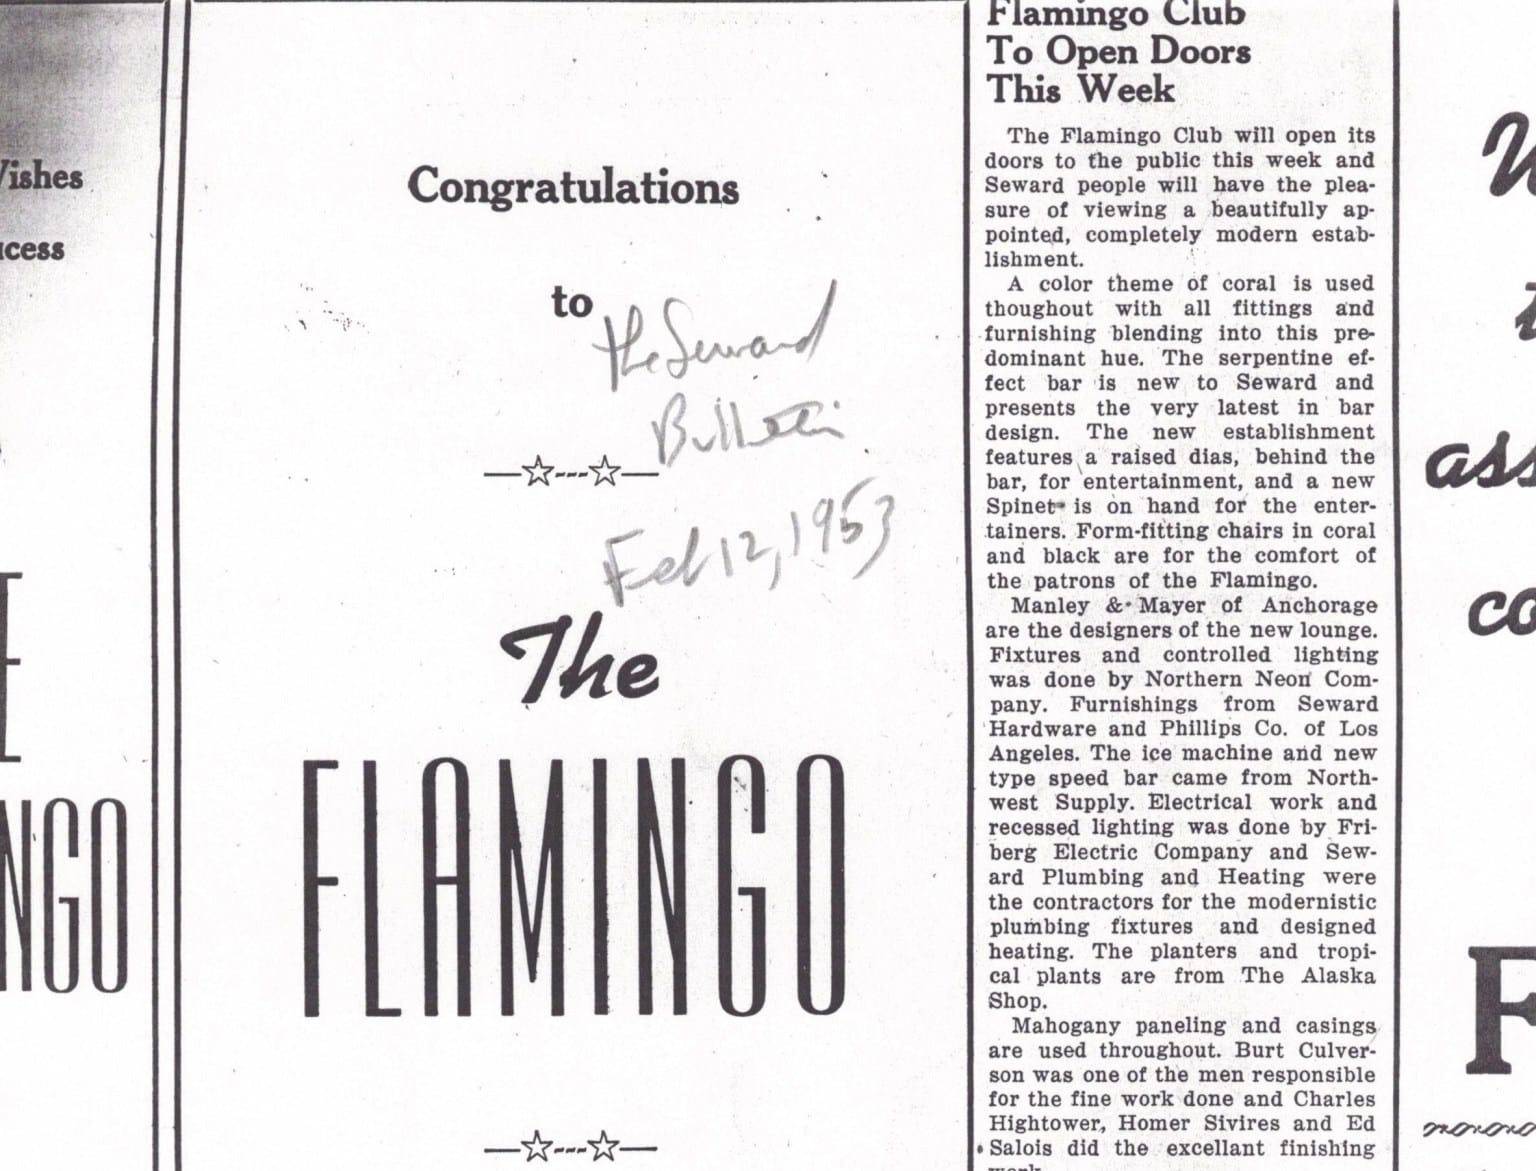 Wishes
NGO
Congratulations
to
the Seward
Bulletin
Feb 12, 1953
The
FLAMINGO
Flamingo Club
To Open Doors
This Week
The Flamingo Club will open its
doors to the public this week and
Seward people will have the plea-
sure of viewing a beautifully ap-
pointed, completely modern estab-
lishment.
A color theme of coral is used
thoughout with all fittings and
furnishing blending into this pre-
dominant hue. The serpentine ef-
fect bar is new to Seward and
presents the very latest in bar
design. The new establishment
features a raised dias, behind the
bar, for entertainment, and a new
Spinet is on hand for the enter-
tainers. Form-fitting chairs in coral
and black are for the comfort of
the patrons of the Flamingo.
Manley & Mayer of Anchorage
are the designers of the new lounge.
Fixtures and controlled lighting
was done by Northern Neon Com-
pany. Furnishings from Seward
Hardware and Phillips Co. of Los
Angeles. The ice machine and new
type speed bar came from North-
west Supply. Electrical work and
recessed lighting was done by Fri-
berg Electric Company and Sew-
ard Plumbing and Heating were
the contractors for the modernistic
plumbing fixtures and designed
heating. The planters and tropi-
cal plants are from The Alaska
Shop.
Mahogany paneling and casings
are used throughout. Burt Culver-
son was one of the men responsible
for the fine work done and Charles
Hightower, Homer Sivires and Ed
Salois did the excellant finishing
work.
ass
co
F